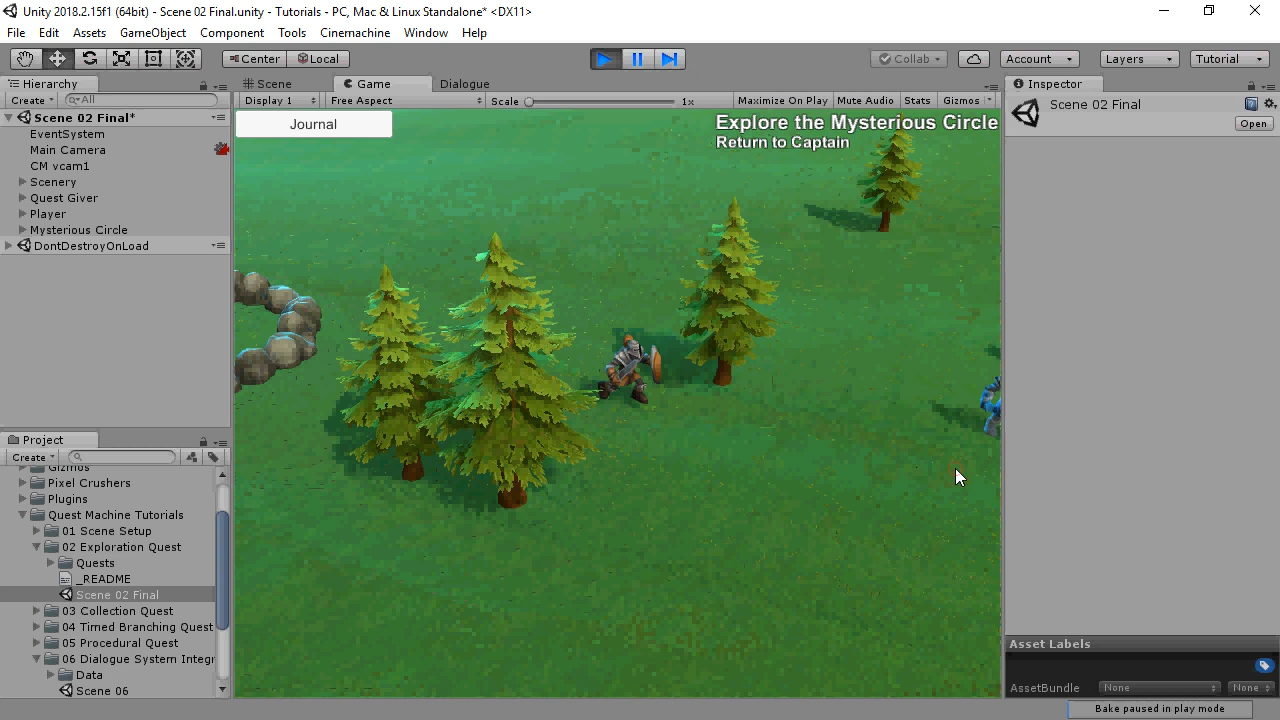 Unity 2018.2.15f1 (64bit) - Scene 02 Final.unity - Tutorials - PC, Mac & Linux Standalone* <DX11>
File Edit Assets GameObject Component Tools Cinemachine Window Help
Center Local Collab Account Layers Tutorial
Hierarchy
Create All
Scene 02 Final*
EventSystem
Main Camera
CM vcam1
Scenery
Quest Giver
Player
Mysterious Circle
DontDestroyOnLoad
Project
Create
Gizmos
Pixel Crushers
Plugins
Quest Machine Tutorials
01 Scene Setup
02 Exploration Quest
Quests
_README
Scene 02 Final
03 Collection Quest
04 Timed Branching Quest
05 Procedural Quest
06 Dialogue System Integr
Data
Scene 06
Scene Game Dialogue
Display 1 Free Aspect Scale 1x Maximize On Play Mute Audio Stats Gizmos
Journal
Explore the Mysterious Circle
Return to Captain
Inspector
Scene 02 Final
Open
Asset Labels
AssetBundle None None
Bake paused in play mode